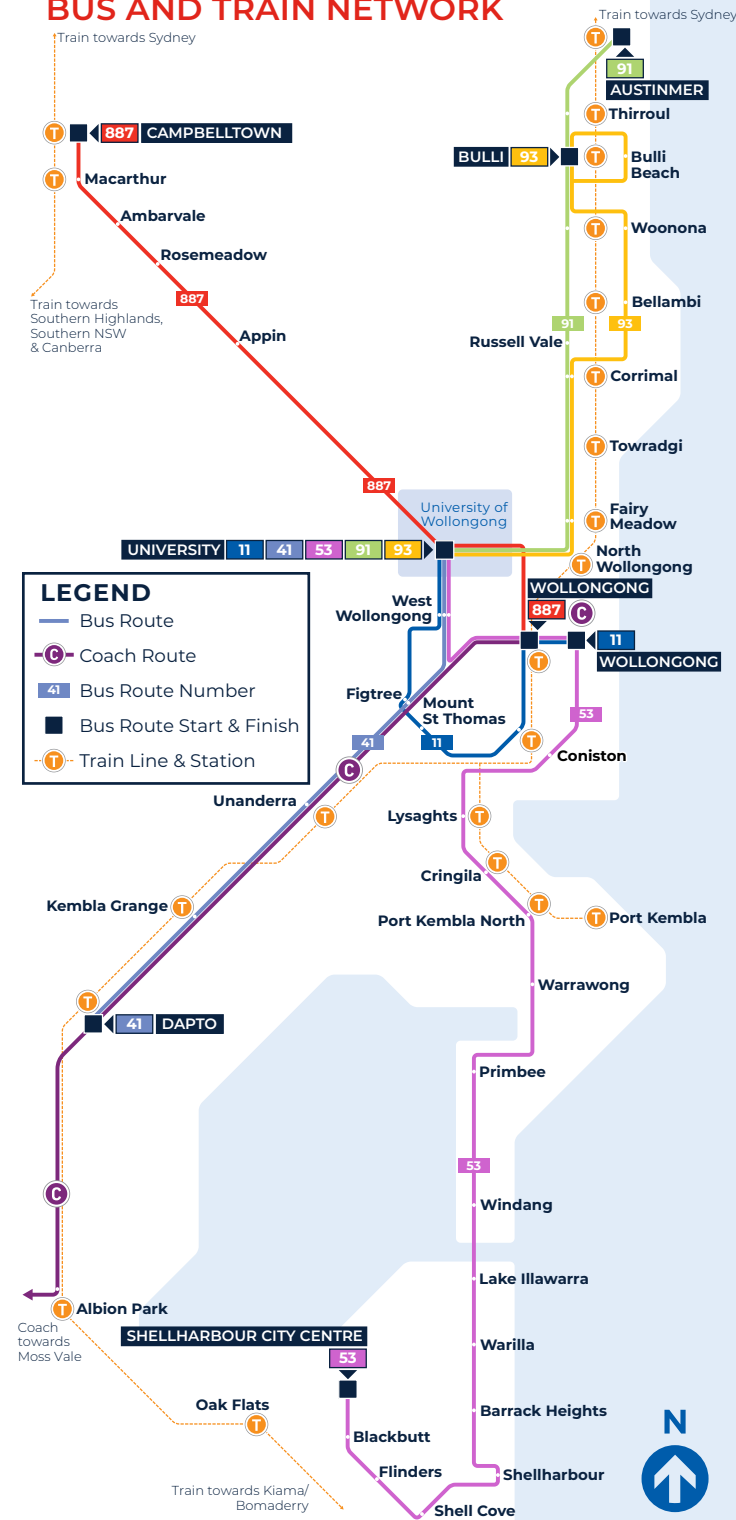 BUS AND TRAIN NETWORK
Train towards Sydney
Train towards Sydney
T
91
AUSTINMER
T
887
CAMPBELLTOWN
T
Thirroul
BULLI
93
T
Bulli
Beach
T
Macarthur
Ambarvale
T
Woonona
Rosemeadow
887
Train towards
Southern Highlands,
Southern NSW
& Canberra
T
Bellambi
91
93
Appin
Russell Vale
T
Corrimal
T
Towradgi
887
University of
Wollongong
T
Fairy
Meadow
UNIVERSITY
11
41
53
91
93
T
North
Wollongong
LEGEND
Bus Route
C
Coach Route
41
Bus Route Number
Bus Route Start & Finish
T
Train Line & Station
WOLLONGONG
887
C
West
Wollongong
11
WOLLONGONG
T
Figtree
Mount
St Thomas
53
41
11
T
Coniston
C
Unanderra
T
Lysaghts
T
Cringila
T
Kembla Grange
T
T
Port Kembla North
T
Port Kembla
Warrawong
T
41
DAPTO
Primbee
53
C
Windang
Lake Illawarra
T
Albion Park
Coach
towards
Moss Vale
SHELLHARBOUR CITY CENTRE
53
Warilla
Oak Flats
T
Barrack Heights
N
Blackbutt
Flinders
Shellharbour
Train towards Kiama/
Bomaderry
Shell Cove